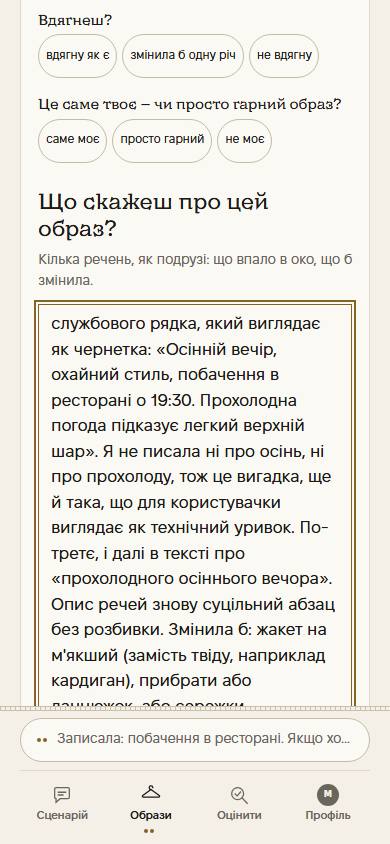 Вдягнеш?
вдягну як є
змінила б одну річ
не вдягну
Це саме твоє — чи просто гарний образ?
саме моє
просто гарний
не моє
Що скажеш про цей
образ?
Кілька речень, як подрузі: що впало в око, що б
змінила.
службового рядка, який виглядає
як чернетка: «Осінній вечір,
охайний стиль, побачення в
ресторані о 19:30. Прохолодна
погода підказує легкий верхній
шар». Я не писала ні про осінь, ні
про прохолоду, тож це вигадка, ще
й така, що для користувачки
виглядає як технічний уривок. По-
третє, і далі в тексті про
«прохолодного осіннього вечора».
Опис речей знову суцільний абзац
без розбивки. Змінила б: жакет на
м'якший (замість твіду, наприклад
кардиган), прибрати або
ланцюжок, або сережки
Записала: побачення в ресторані. Якщо хо...
Сценарій
Образи
Оцінити
М
Профіль